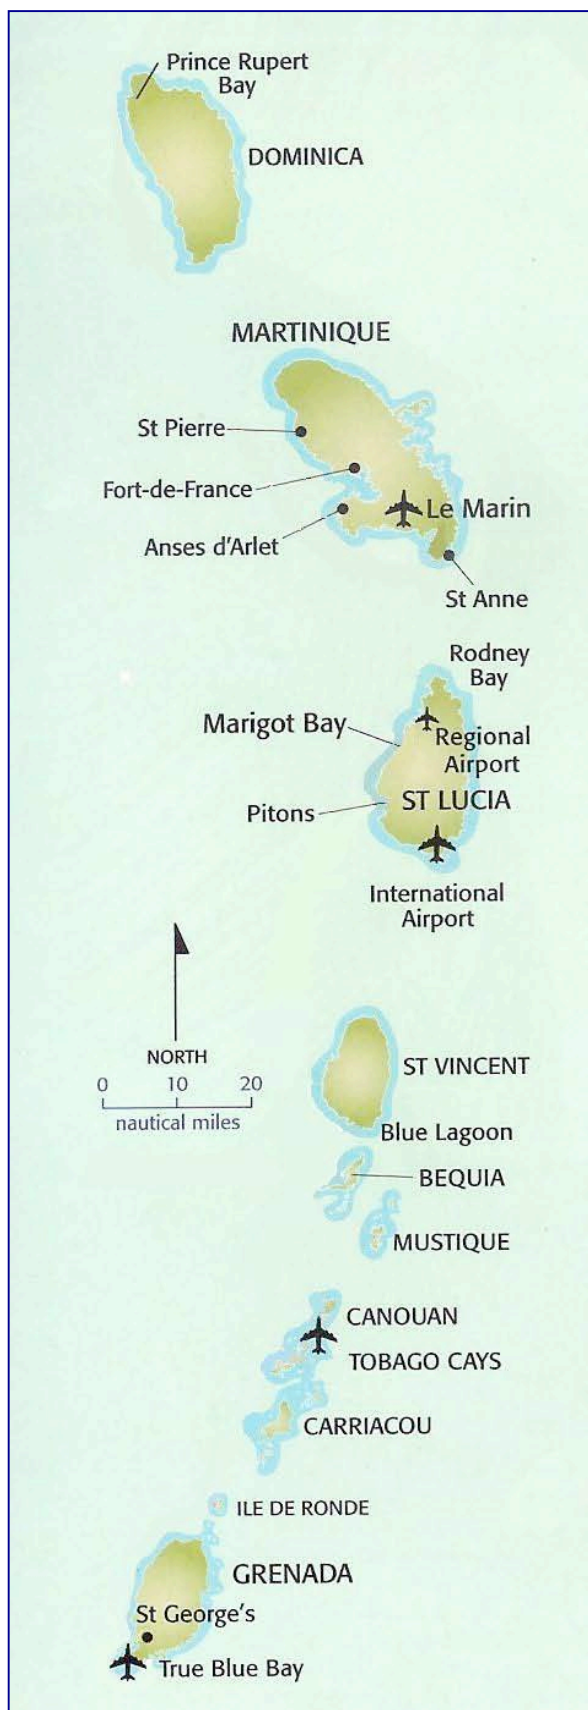 Prince Rupert
Bay
DOMINICA
MARTINIQUE
St Pierre
Fort-de-France
Le Marin
Anses d'Arlet
St Anne
Rodney
Bay
Marigot Bay
Regional
Airport
Pitons
ST LUCIA
International
Airport
NORTH
0 10 20
nautical miles
ST VINCENT
Blue Lagoon
BEQUIA
MUSTIQUE
CANOUAN
TOBAGO CAYS
CARRIACOU
ILE DE RONDE
GRENADA
St George's
True Blue Bay